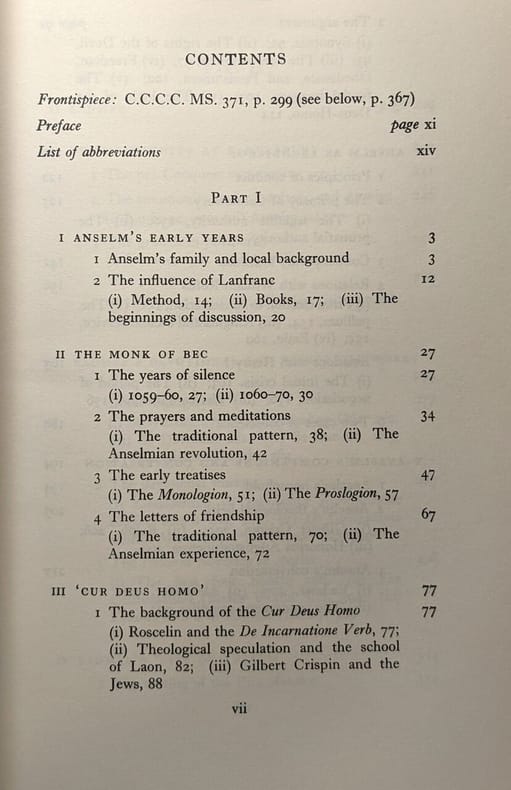 CONTENTS
Frontispiece: C.C.C.C. MS. 371, p. 299 (see below, p. 367)
Preface page xi
List of abbreviations xiv
PART I
I ANSELM'S EARLY YEARS 3
1 Anselm's family and local background 3
2 The influence of Lanfranc 12
(i) Method, 14; (ii) Books, 17; (iii) The
beginnings of discussion, 20
II THE MONK OF BEC 27
1 The years of silence 27
(i) 1059–60, 27; (ii) 1060–70, 30
2 The prayers and meditations 34
(i) The traditional pattern, 38; (ii) The
Anselmian revolution, 42
3 The early treatises 47
(i) The Monologion, 51; (ii) The Proslogion, 57
4 The letters of friendship 67
(i) The traditional pattern, 70; (ii) The
Anselmian experience, 72
III 'CUR DEUS HOMO' 77
1 The background of the Cur Deus Homo 77
(i) Roscelin and the De Incarnatione Verb, 77;
(ii) Theological speculation and the school
of Laon, 82; (iii) Gilbert Crispin and the
Jews, 88
vii